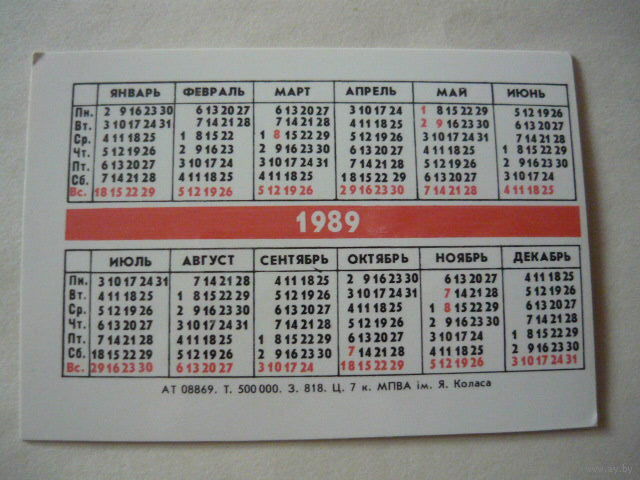 ЯНВАРЬ ФЕВРАЛЬ МАРТ АПРЕЛЬ МАЙ ИЮНЬ
Пн. 2 9 16 23 30 6 13 20 27 6 13 20 27 3 10 17 24 1 8 15 22 29 5 12 19 26
Вт. 3 10 17 24 31 7 14 21 28 7 14 21 28 4 11 18 25 2 9 16 23 30 6 13 20 27
Ср. 4 11 18 25 1 8 15 22 1 8 15 22 29 5 12 19 26 3 10 17 24 31 7 14 21 28
Чт. 5 12 19 26 2 9 16 23 2 9 16 23 30 6 13 20 27 4 11 18 25 1 8 15 22 29
Пт. 6 13 20 27 3 10 17 24 3 10 17 24 31 7 14 21 28 5 12 19 26 2 9 16 23 30
Сб. 7 14 21 28 4 11 18 25 4 11 18 25 1 8 15 22 29 6 13 20 27 3 10 17 24
Вс. 1 8 15 22 29 5 12 19 26 5 12 19 26 2 9 16 23 30 7 14 21 28 4 11 18 25
1989
ИЮЛЬ АВГУСТ СЕНТЯБРЬ ОКТЯБРЬ НОЯБРЬ ДЕКАБРЬ
Пн. 3 10 17 24 31 7 14 21 28 4 11 18 25 2 9 16 23 30 6 13 20 27 4 11 18 25
Вт. 4 11 18 25 1 8 15 22 29 5 12 19 26 3 10 17 24 31 7 14 21 28 5 12 19 26
Ср. 5 12 19 26 2 9 16 23 30 6 13 20 27 4 11 18 25 1 8 15 22 29 6 13 20 27
Чт. 6 13 20 27 3 10 17 24 31 7 14 21 28 5 12 19 26 2 9 16 23 30 7 14 21 28
Пт. 7 14 21 28 4 11 18 25 1 8 15 22 29 6 13 20 27 3 10 17 24 1 8 15 22 29
Сб. 1 8 15 22 29 5 12 19 26 2 9 16 23 30 7 14 21 28 4 11 18 25 2 9 16 23 30
Вс. 2 9 16 23 30 6 13 20 27 3 10 17 24 1 8 15 22 29 5 12 19 26 3 10 17 24 31
АТ 08869. Т. 500 000. З. 818. Ц. 7 к. МПВА ім. Я. Коласа
www.ay.by